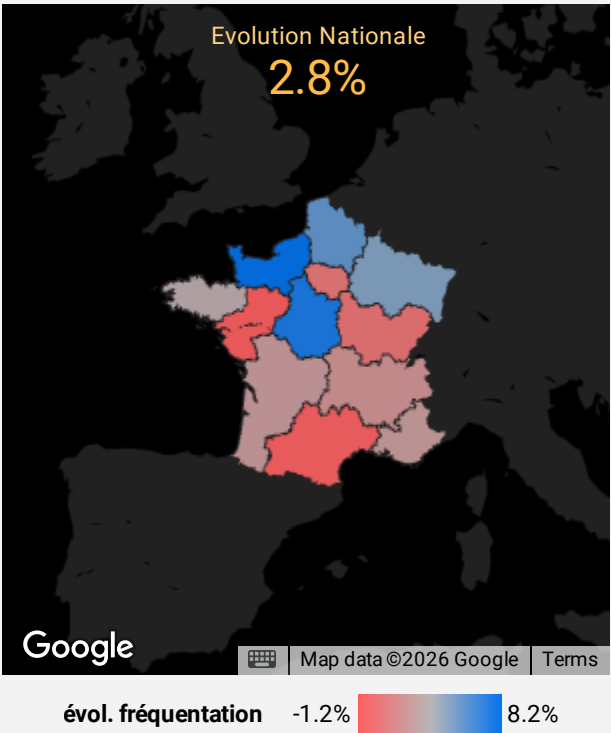 Evolution Nationale
2.8%
Google
Map data ©2026 Google
Terms
évol. fréquentation
-1.2%
8.2%